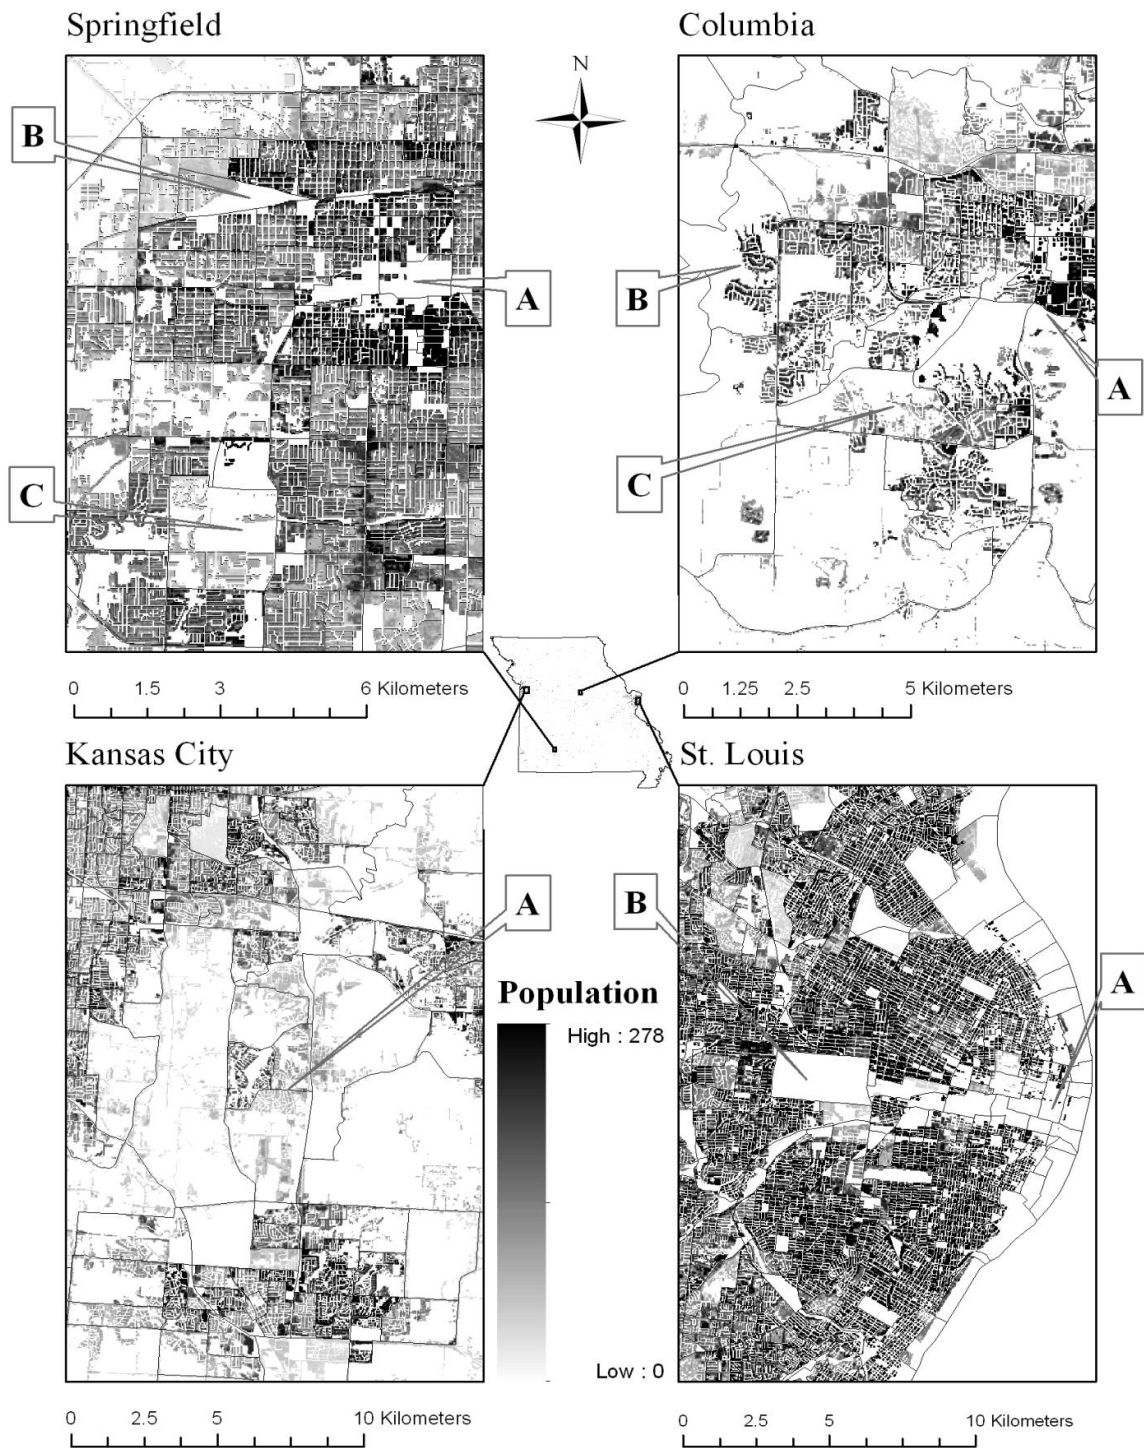 Springfield
Columbia
N
B
A
C
B
A
C
0 1.5 3 6 Kilometers
0 1.25 2.5 5 Kilometers
Kansas City
St. Louis
A
B
A
Population
High : 278
Low : 0
0 2.5 5 10 Kilometers
0 2.5 5 10 Kilometers